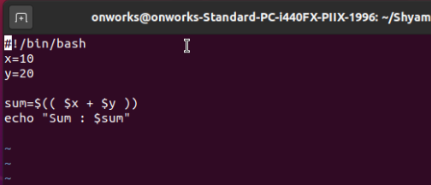 onworks@onworks-Standard-PC-i440FX-PIIX-1996: ~/Shyam
#!/bin/bash
x=10
y=20
sum=$(( $x + $y ))
echo "Sum : $sum"
~
~
~